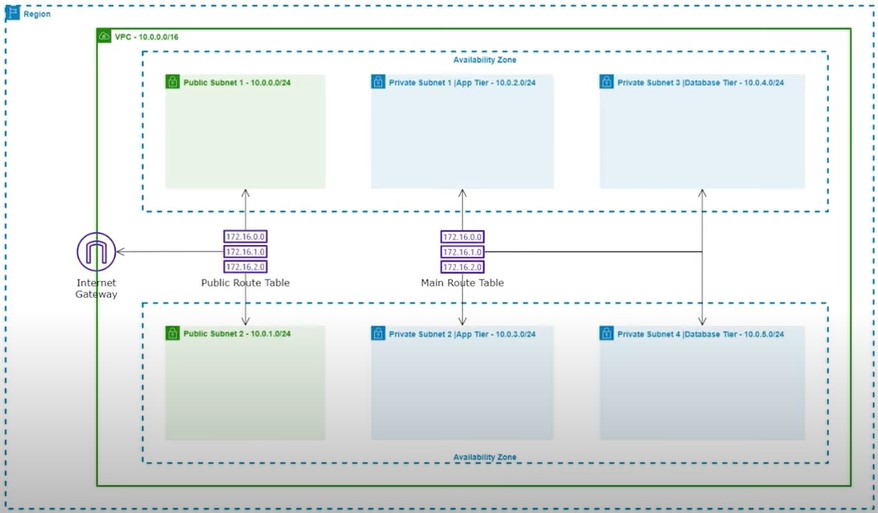 Region
VPC - 10.0.0.0/16
Availability Zone
Public Subnet 1 - 10.0.0.0/24
Private Subnet 1 |App Tier - 10.0.2.0/24
Private Subnet 3 |Database Tier - 10.0.4.0/24
172.16.0.0
172.16.1.0
172.16.2.0
172.16.0.0
172.16.1.0
172.16.2.0
Internet
Gateway
Public Route Table
Main Route Table
Public Subnet 2 - 10.0.1.0/24
Private Subnet 2 |App Tier - 10.0.3.0/24
Private Subnet 4 |Database Tier - 10.0.5.0/24
Availability Zone